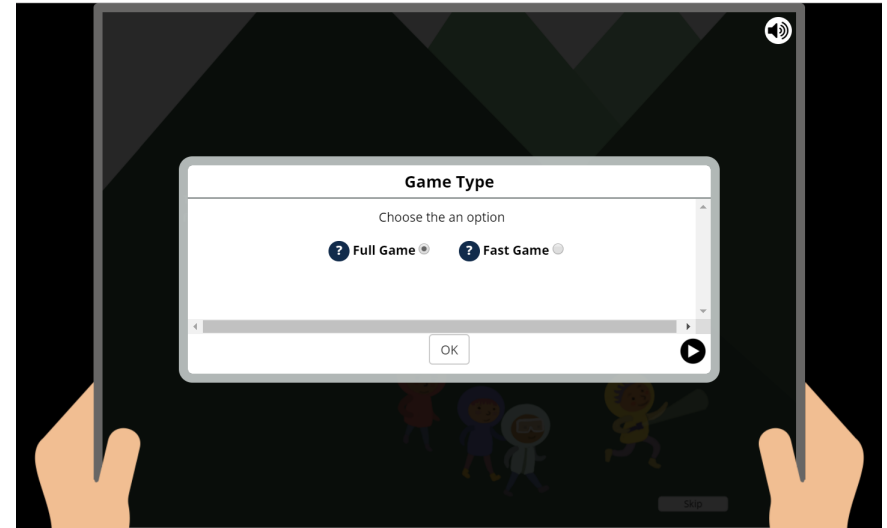 Game Type
Choose the an option
? Full Game ? Fast Game
OK
Skip